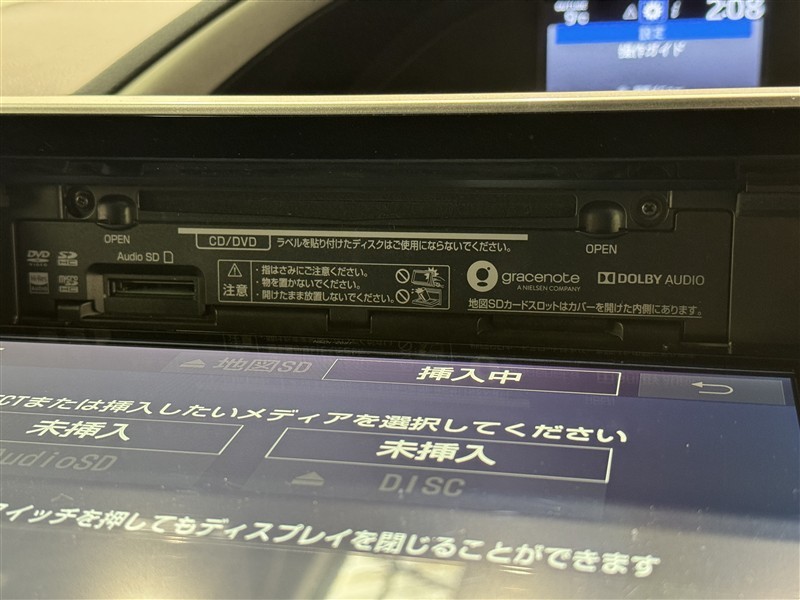 9℃
208
設定
OPEN
CD/DVD ラベルを貼り付けたディスクはご使用にならないでください。
OPEN
Audio SD
注意
・指はさみにご注意ください。
・物を置かないでください。
・開けたまま放置しないでください。
gracenote
A NIELSEN COMPANY
DOLBY AUDIO
地図SDカードスロットはカバーを開けた内側にあります。
地図SD 挿入中
CTまたは挿入したいメディアを選択してください
未挿入
AudioSD
未挿入
DISC
イッチを押してもディスプレイを閉じることができます